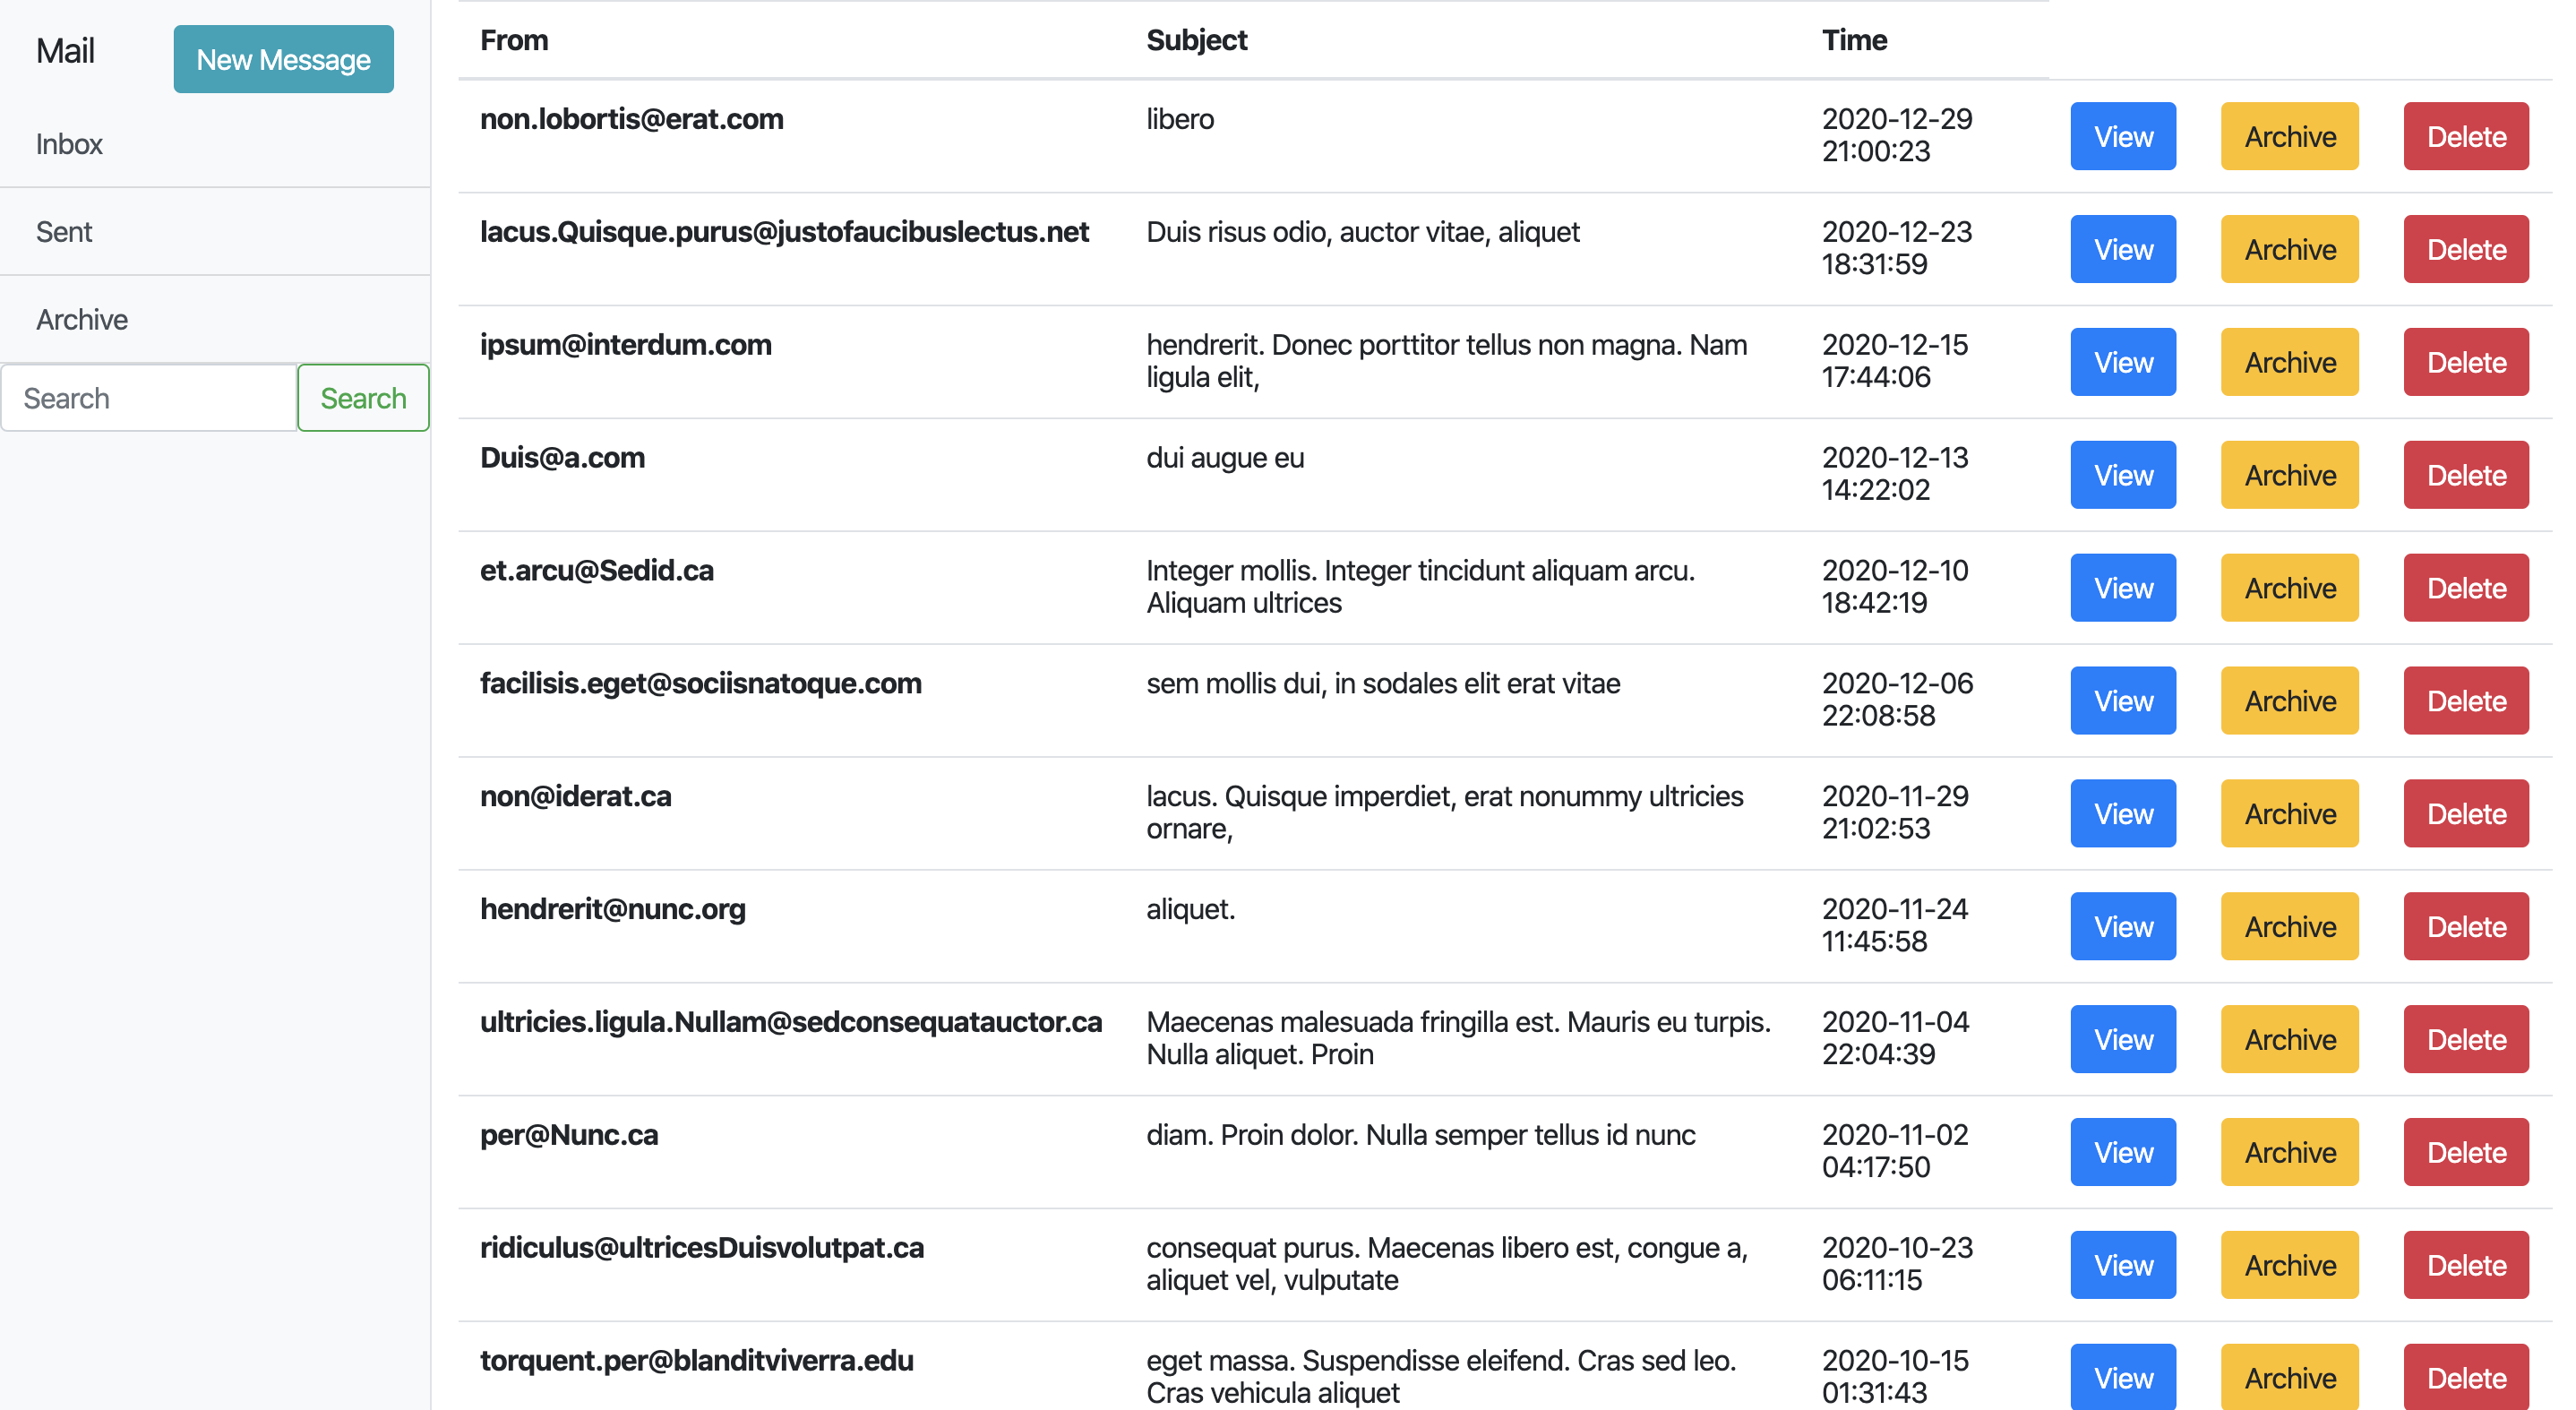 Mail
New Message
Inbox
Sent
Archive
Search
Search
From Subject Time
non.lobortis@erat.com libero 2020-12-29 View Archive Delete
21:00:23
lacus.Quisque.purus@justofaucibuslectus.net Duis risus odio, auctor vitae, aliquet 2020-12-23 View Archive Delete
18:31:59
ipsum@interdum.com hendrerit. Donec porttitor tellus non magna. Nam 2020-12-15 View Archive Delete
ligula elit, 17:44:06
Duis@a.com dui augue eu 2020-12-13 View Archive Delete
14:22:02
et.arcu@Sedid.ca Integer mollis. Integer tincidunt aliquam arcu. 2020-12-10 View Archive Delete
Aliquam ultrices 18:42:19
facilisis.eget@sociisnatoque.com sem mollis dui, in sodales elit erat vitae 2020-12-06 View Archive Delete
22:08:58
non@iderat.ca lacus. Quisque imperdiet, erat nonummy ultricies 2020-11-29 View Archive Delete
ornare, 21:02:53
hendrerit@nunc.org aliquet. 2020-11-24 View Archive Delete
11:45:58
ultricies.ligula.Nullam@sedconsequatauctor.ca Maecenas malesuada fringilla est. Mauris eu turpis. 2020-11-04 View Archive Delete
Nulla aliquet. Proin 22:04:39
per@Nunc.ca diam. Proin dolor. Nulla semper tellus id nunc 2020-11-02 View Archive Delete
04:17:50
ridiculus@ultricesDuisvolutpat.ca consequat purus. Maecenas libero est, congue a, 2020-10-23 View Archive Delete
aliquet vel, vulputate 06:11:15
torquent.per@blanditviverra.edu eget massa. Suspendisse eleifend. Cras sed leo. 2020-10-15 View Archive Delete
Cras vehicula aliquet 01:31:43